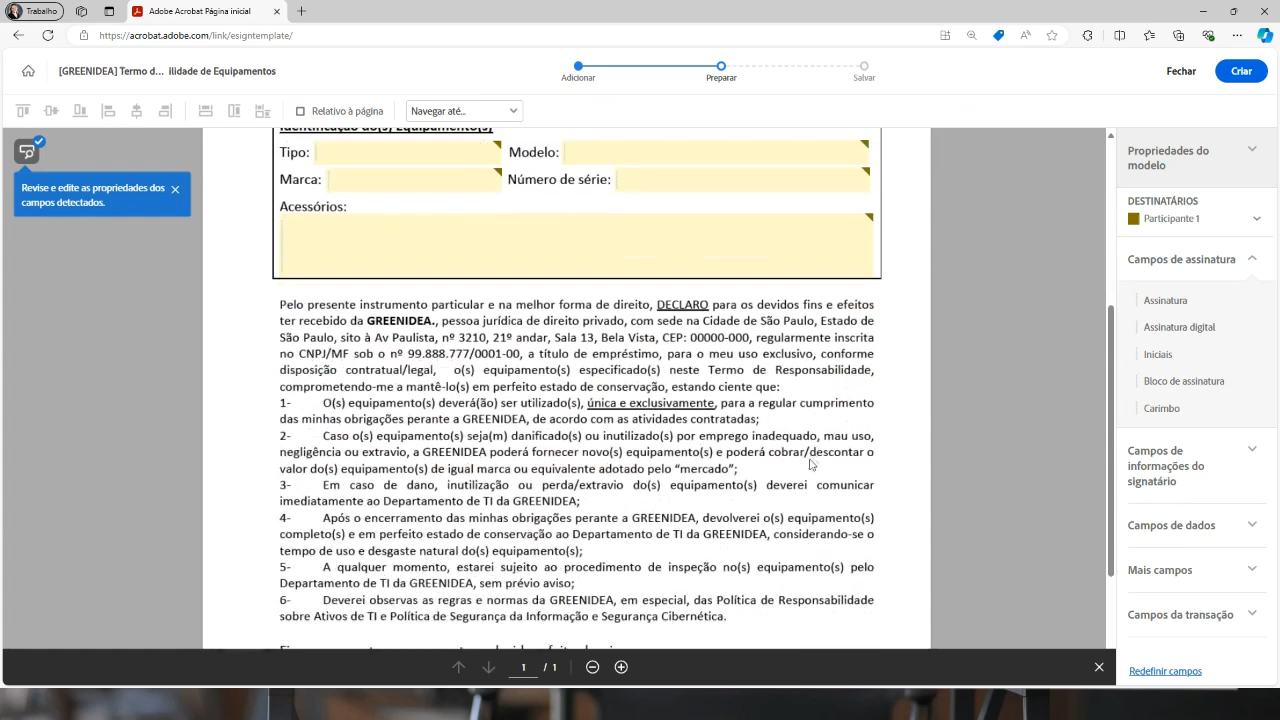 Trabalho
Adobe Acrobat Página inicial
https://acrobat.adobe.com/link/esigntemplate/
[GREENIDEA] Termo d... ilidade de Equipamentos
Adicionar
Preparar
Salvar
Fechar
Criar
Relativo à página
Navegar até...
Revise e edite as propriedades dos
campos detectados.
Identificação do(s) Equipamento(s)
Tipo: Modelo:
Marca: Número de série:
Acessórios:
Pelo presente instrumento particular e na melhor forma de direito, DECLARO para os devidos fins e efeitos
ter recebido da GREENIDEA., pessoa jurídica de direito privado, com sede na Cidade de São Paulo, Estado de
São Paulo, sito à Av Paulista, nº 3210, 21º andar, Sala 13, Bela Vista, CEP: 00000-000, regularmente inscrita
no CNPJ/MF sob o nº 99.888.777/0001-00, a título de empréstimo, para o meu uso exclusivo, conforme
disposição contratual/legal, o(s) equipamento(s) especificado(s) neste Termo de Responsabilidade,
comprometendo-me a mantê-lo(s) em perfeito estado de conservação, estando ciente que:
1- O(s) equipamento(s) deverá(ão) ser utilizado(s), única e exclusivamente, para a regular cumprimento
das minhas obrigações perante a GREENIDEA, de acordo com as atividades contratadas;
2- Caso o(s) equipamento(s) seja(m) danificado(s) ou inutilizado(s) por emprego inadequado, mau uso,
negligência ou extravio, a GREENIDEA poderá fornecer novo(s) equipamento(s) e poderá cobrar/descontar o
valor do(s) equipamento(s) de igual marca ou equivalente adotado pelo “mercado”;
3- Em caso de dano, inutilização ou perda/extravio do(s) equipamento(s) deverei comunicar
imediatamente ao Departamento de TI da GREENIDEA;
4- Após o encerramento das minhas obrigações perante a GREENIDEA, devolverei o(s) equipamento(s)
completo(s) e em perfeito estado de conservação ao Departamento de TI da GREENIDEA, considerando-se o
tempo de uso e desgaste natural do(s) equipamento(s);
5- A qualquer momento, estarei sujeito ao procedimento de inspeção no(s) equipamento(s) pelo
Departamento de TI da GREENIDEA, sem prévio aviso;
6- Deverei observas as regras e normas da GREENIDEA, em especial, das Política de Responsabilidade
sobre Ativos de TI e Política de Segurança da Informação e Segurança Cibernética.
1 / 1
Propriedades do
modelo
DESTINATÁRIOS
Participante 1
Campos de assinatura
Assinatura
Assinatura digital
Iniciais
Bloco de assinatura
Carimbo
Campos de
informações do
signatário
Campos de dados
Mais campos
Campos da transação
Redefinir campos